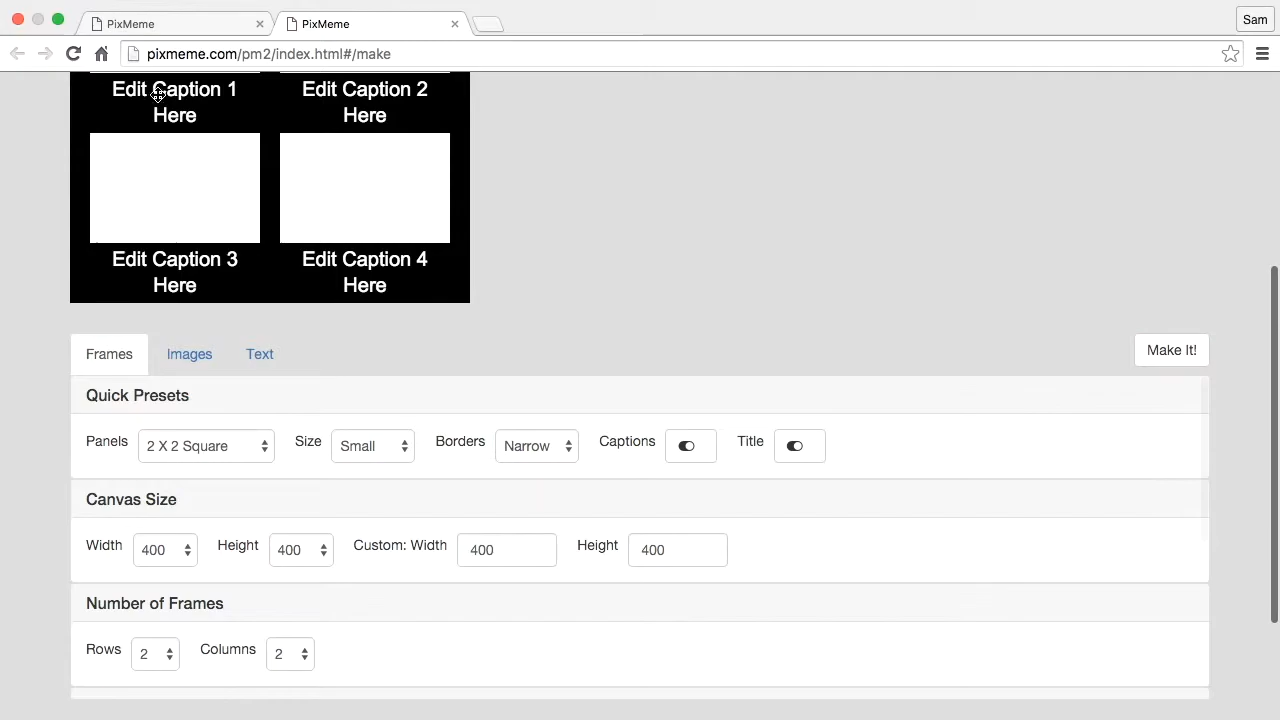 PixMeme
PixMeme
Sam
pixmeme.com/pm2/index.html#/make
Edit Caption 1
Here
Edit Caption 2
Here
Edit Caption 3
Here
Edit Caption 4
Here
Frames
Images
Text
Make It!
Quick Presets
Panels
2 X 2 Square
Size
Small
Borders
Narrow
Captions
Title
Canvas Size
Width
400
Height
400
Custom: Width
400
Height
400
Number of Frames
Rows
2
Columns
2